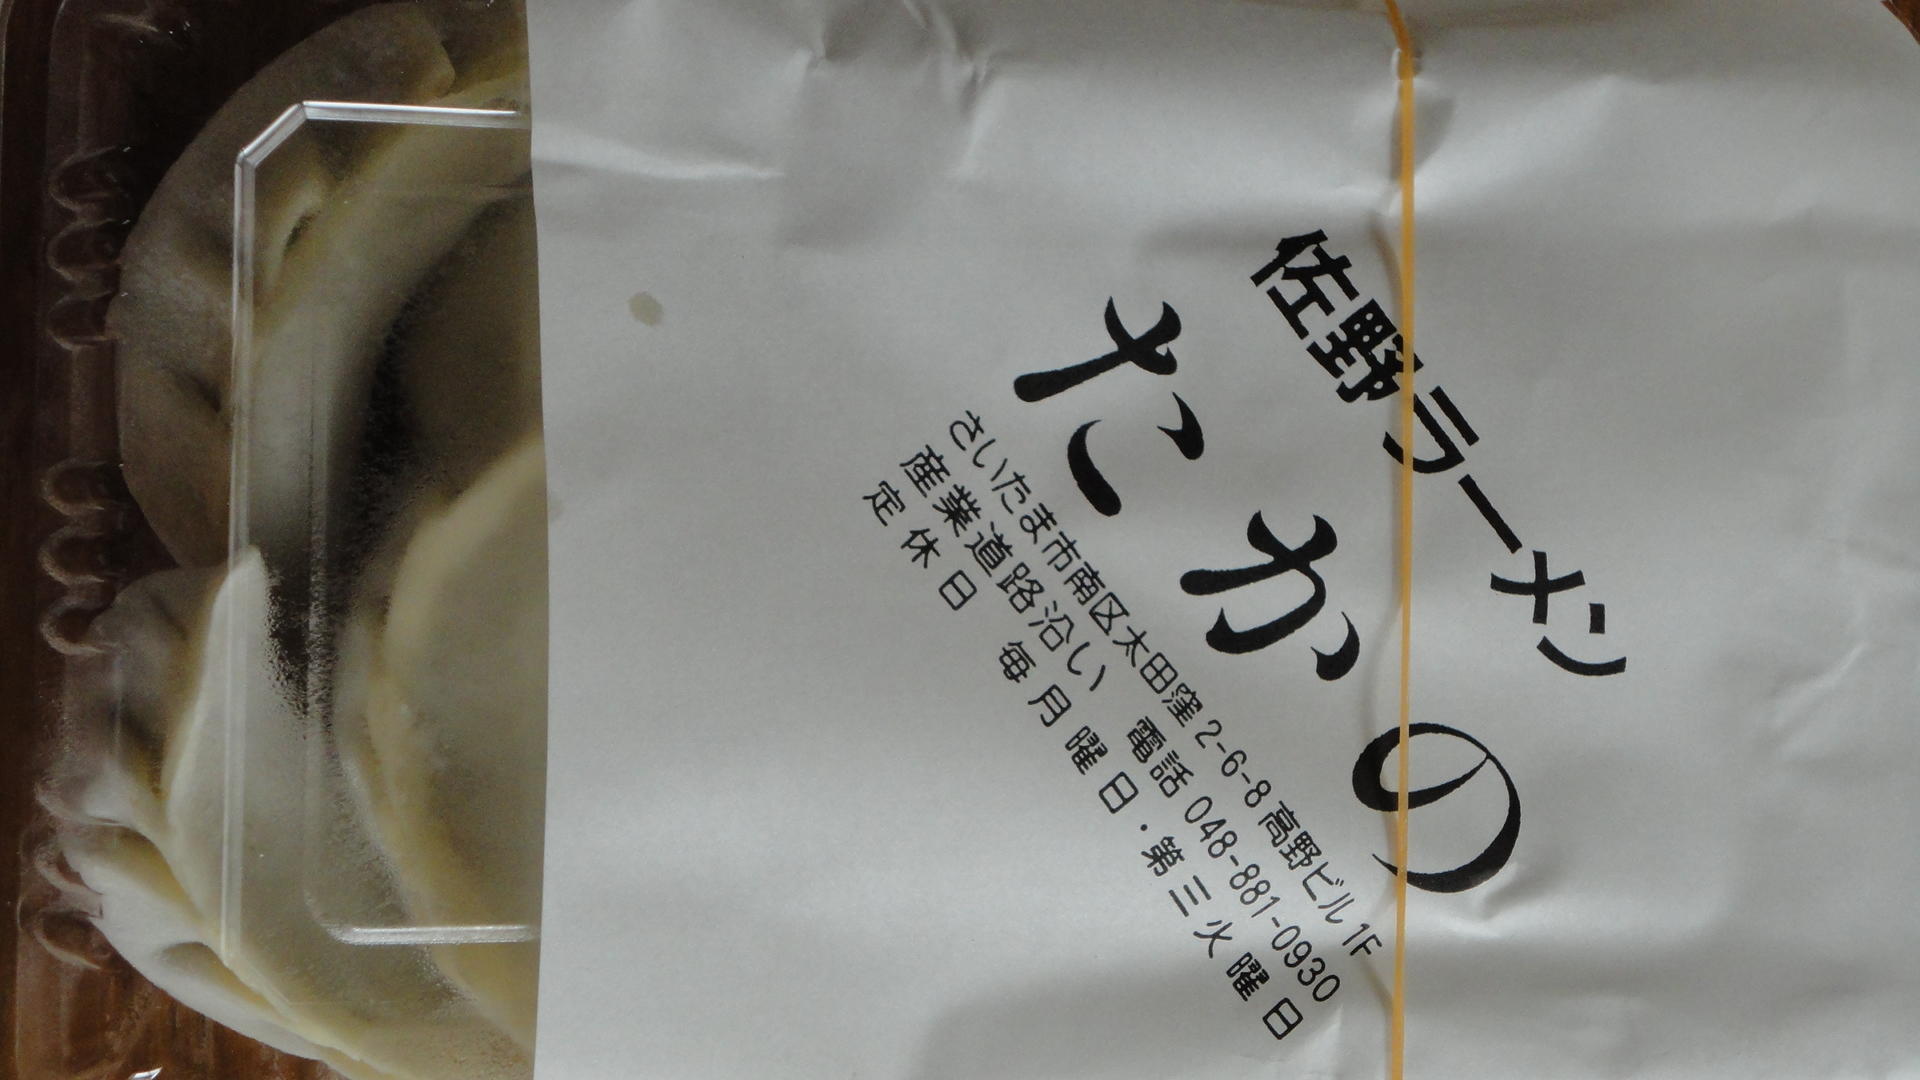 佐野ラーメン
たかの
さいたま市南区太田窪2-6-8高野ビル1F
産業道路沿い 電話 048-881-0930
定休日 毎月曜日・第三火曜日